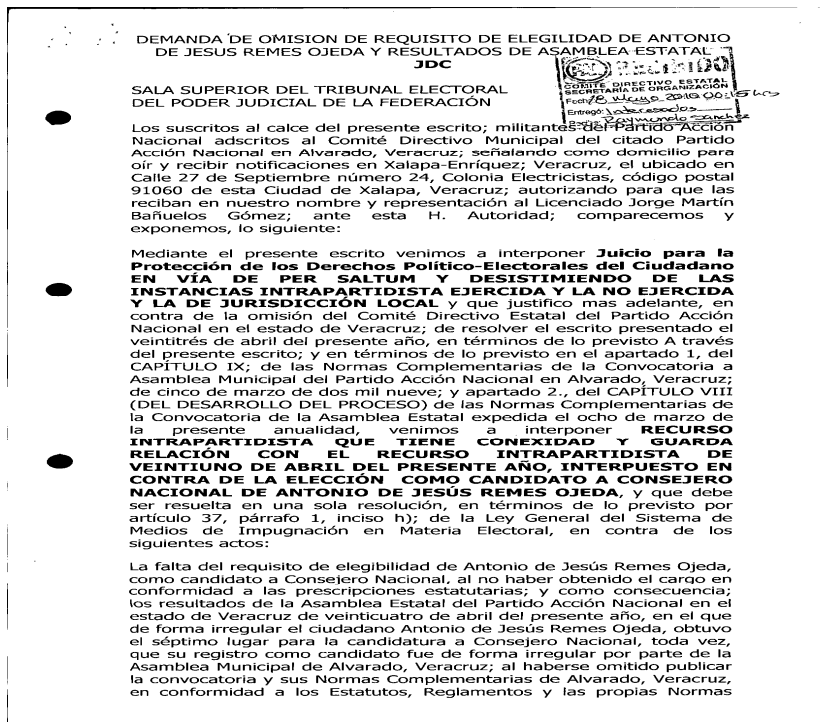 DEMANDA DE OMISION DE REQUISITO DE ELEGILIDAD DE ANTONIO
DE JESUS REMES OJEDA Y RESULTADOS DE ASAMBLEA ESTATAL
JDC
PAN RECIBIDO
COMITÉ DIRECTIVO ESTATAL
SECRETARÍA DE ORGANIZACIÓN
Fecha 18 Mayo 2010 00:15 hrs
Entregó: Interesados
Recibió: Raymundo Sánchez
SALA SUPERIOR DEL TRIBUNAL ELECTORAL
DEL PODER JUDICIAL DE LA FEDERACIÓN
Los suscritos al calce del presente escrito; militantes del Partido Acción
Nacional adscritos al Comité Directivo Municipal del citado Partido
Acción Nacional en Alvarado, Veracruz; señalando como domicilio para
oír y recibir notificaciones en Xalapa-Enríquez; Veracruz, el ubicado en
Calle 27 de Septiembre número 24, Colonia Electricistas, código postal
91060 de esta Ciudad de Xalapa, Veracruz; autorizando para que las
reciban en nuestro nombre y representación al Licenciado Jorge Martín
Bañuelos Gómez; ante esta H. Autoridad; comparecemos y
exponemos, lo siguiente:
Mediante el presente escrito venimos a interponer Juicio para la
Protección de los Derechos Político-Electorales del Ciudadano
EN VÍA DE PER SALTUM Y DESISTIMIENTO DE LAS
INSTANCIAS INTRAPARTIDISTA EJERCIDA Y LA NO EJERCIDA
Y LA DE JURISDICCIÓN LOCAL y que justifico mas adelante, en
contra de la omisión del Comité Directivo Estatal del Partido Acción
Nacional en el estado de Veracruz; de resolver el escrito presentado el
veintitrés de abril del presente año, en términos de lo previsto A través
del presente escrito; y en términos de lo previsto en el apartado 1, del
CAPÍTULO IX; de las Normas Complementarias de la Convocatoria a
Asamblea Municipal del Partido Acción Nacional en Alvarado, Veracruz;
de cinco de marzo de dos mil nueve; y apartado 2., del CAPÍTULO VIII
(DEL DESARROLLO DEL PROCESO) de las Normas Complementarias de
la Convocatoria de la Asamblea Estatal expedida el ocho de marzo de
la presente anualidad, venimos a interponer RECURSO
INTRAPARTIDISTA QUE TIENE CONEXIDAD Y GUARDA
RELACIÓN CON EL RECURSO INTRAPARTIDISTA DE
VEINTIUNO DE ABRIL DEL PRESENTE AÑO, INTERPUESTO EN
CONTRA DE LA ELECCIÓN COMO CANDIDATO A CONSEJERO
NACIONAL DE ANTONIO DE JESÚS REMES OJEDA, y que debe
ser resuelta en una sola resolución, en términos de lo previsto por
artículo 37, párrafo 1, inciso h); de la Ley General del Sistema de
Medios de Impugnación en Materia Electoral, en contra de los
siguientes actos:
La falta del requisito de elegibilidad de Antonio de Jesús Remes Ojeda,
como candidato a Consejero Nacional, al no haber obtenido el cargo en
conformidad a las prescripciones estatutarias; y como consecuencia;
los resultados de la Asamblea Estatal del Partido Acción Nacional en el
estado de Veracruz de veinticuatro de abril del presente año, en el que
de forma irregular el ciudadano Antonio de Jesús Remes Ojeda, obtuvo
el séptimo lugar para la candidatura a Consejero Nacional, toda vez,
que su registro como candidato fue de forma irregular por parte de la
Asamblea Municipal de Alvarado, Veracruz; al haberse omitido publicar
la convocatoria y sus Normas Complementarias de Alvarado, Veracruz,
en conformidad a los Estatutos, Reglamentos y las propias Normas